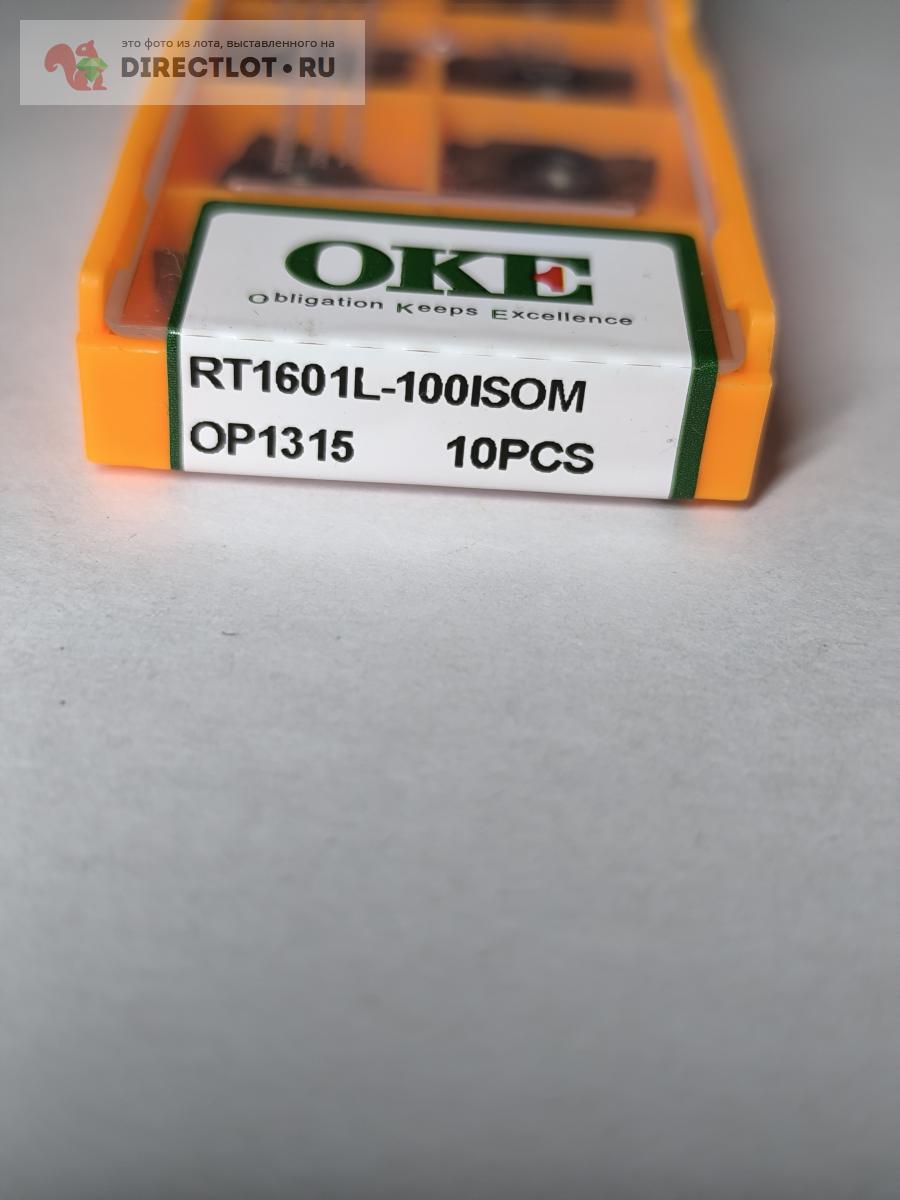 это фото из лота, выставленного на
DIRECTLOT.RU
OKE
Obligation Keeps Excellence
RT1601L-100ISOM
OP1315 10PCS